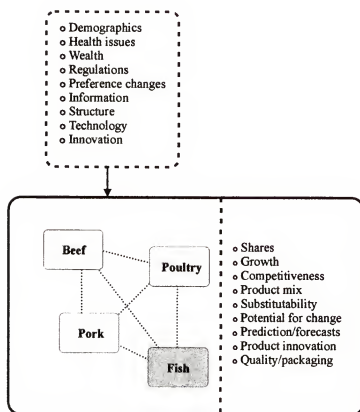 o Demographics
o Health issues
o Wealth
o Regulations
o Preference changes
o Information
o Structure
o Technology
o Innovation
Beef
Poultry
Pork
Fish
o Shares
o Growth
o Competitiveness
o Product mix
o Substitutability
o Potential for change
o Prediction/forecasts
o Product innovation
o Quality/packaging